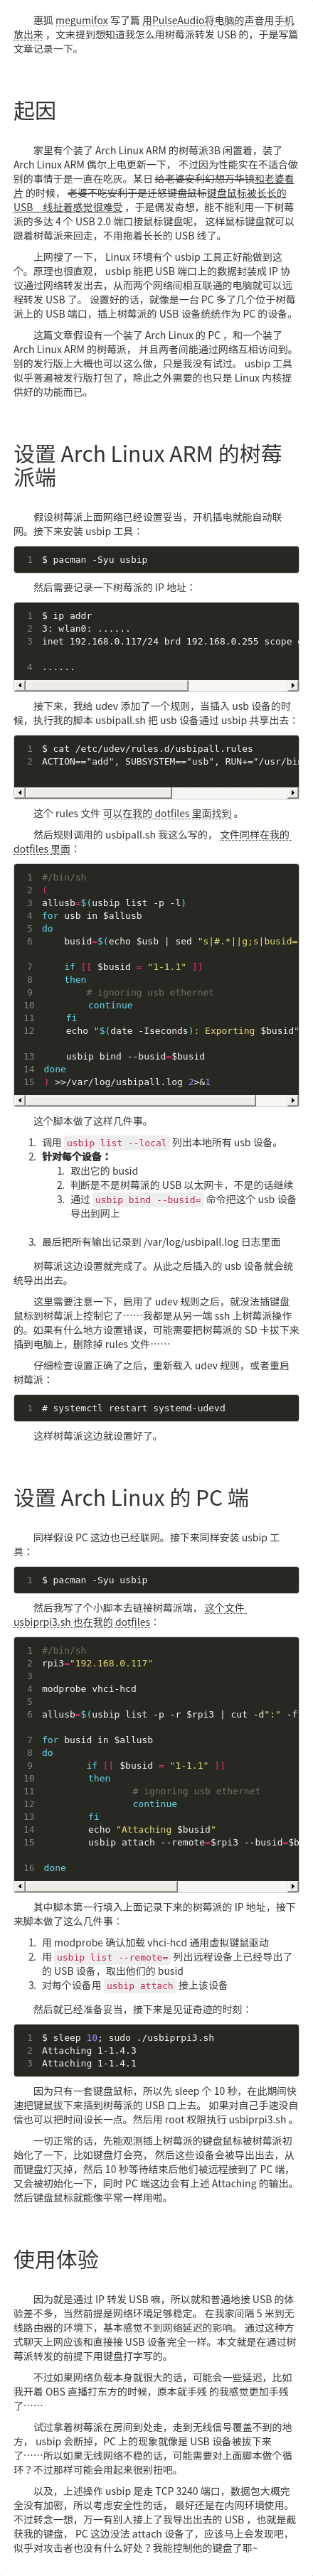 惠狐 megumifox 写了篇 用PulseAudio将电脑的声音用手机
放出来 ，文末提到想知道我怎么用树莓派转发 USB 的，于是写篇
文章记录一下。
起因
家里有个装了 Arch Linux ARM 的树莓派3B 闲置着，装了
Arch Linux ARM 偶尔上电更新一下， 不过因为性能实在不适合做
别的事情于是一直在吃灰。某日 给老婆安利幻想万华镜和老婆看
片 的时候， 老婆不吃安利于是迁怒键盘鼠标键盘鼠标被长长的
USB 线扯着感觉很难受 ，于是偶发奇想，能不能利用一下树莓
派的多达 4 个 USB 2.0 端口接鼠标键盘呢， 这样鼠标键盘就可以
跟着树莓派来回走，不用拖着长长的 USB 线了。
上网搜了一下， Linux 环境有个 usbip 工具正好能做到这
个。原理也很直观， usbip 能把 USB 端口上的数据封装成 IP 协
议通过网络转发出去，从而两个网络间相互联通的电脑就可以远
程转发 USB 了。 设置好的话，就像是一台 PC 多了几个位于树莓
派上的 USB 端口，插上树莓派的 USB 设备统统作为 PC 的设备。
这篇文章假设有一个装了 Arch Linux 的 PC ，和一个装了
Arch Linux ARM 的树莓派， 并且两者间能通过网络互相访问到。
别的发行版上大概也可以这么做，只是我没有试过。 usbip 工具
似乎普遍被发行版打包了，除此之外需要的也只是 Linux 内核提
供好的功能而已。
设置 Arch Linux ARM 的树莓
派端
假设树莓派上面网络已经设置妥当，开机插电就能自动联
网。接下来安装 usbip 工具：
1 $ pacman -Syu usbip
然后需要记录一下树莓派的 IP 地址：
1 $ ip addr
2 3: wlan0: ......
3 inet 192.168.0.117/24 brd 192.168.0.255 scope
4 ......
接下来，我给 udev 添加了一个规则，当插入 usb 设备的时
候，执行我的脚本 usbipall.sh 把 usb 设备通过 usbip 共享出去：
1 $ cat /etc/udev/rules.d/usbipall.rules
2 ACTION=="add", SUBSYSTEM=="usb", RUN+="/usr/bin
这个 rules 文件 可以在我的 dotfiles 里面找到 。
然后规则调用的 usbipall.sh 我这么写的， 文件同样在我的
dotfiles 里面：
1 #/bin/sh
2 (
3 allusb=$(usbip list -p -l)
4 for usb in $allusb
5 do
6 busid=$(echo $usb | sed "s|#.*||g;s|busid=
7 if [[ $busid = "1-1.1" ]]
8 then
9 # ignoring usb ethernet
10 continue
11 fi
12 echo "$(date -Iseconds): Exporting $busid"
13 usbip bind --busid=$busid
14 done
15 ) >>/var/log/usbipall.log 2>&1
这个脚本做了这样几件事。
1. 调用 usbip list --local 列出本地所有 usb 设备。
2. 针对每个设备：
1. 取出它的 busid
2. 判断是不是树莓派的 USB 以太网卡，不是的话继续
3. 通过 usbip bind --busid= 命令把这个 usb 设备
导出到网上
3. 最后把所有输出记录到 /var/log/usbipall.log 日志里面
树莓派这边设置就完成了。从此之后插入的 usb 设备就会统
统导出出去。
这里需要注意一下，启用了 udev 规则之后，就没法插键盘
鼠标到树莓派上控制它了……我都是从另一端 ssh 上树莓派操作
的。如果有什么地方设置错误，可能需要把树莓派的 SD 卡拔下来
插到电脑上，删除掉 rules 文件……
仔细检查设置正确了之后，重新载入 udev 规则，或者重启
树莓派：
1 # systemctl restart systemd-udevd
这样树莓派这边就设置好了。
设置 Arch Linux 的 PC 端
同样假设 PC 这边也已经联网。接下来同样安装 usbip 工
具：
1 $ pacman -Syu usbip
然后我写了个小脚本去链接树莓派端， 这个文件
usbiprpi3.sh 也在我的 dotfiles：
1 #/bin/sh
2 rpi3="192.168.0.117"
3
4 modprobe vhci-hcd
5
6 allusb=$(usbip list -p -r $rpi3 | cut -d":" -f
7 for busid in $allusb
8 do
9 if [[ $busid = "1-1.1" ]]
10 then
11 # ignoring usb ethernet
12 continue
13 fi
14 echo "Attaching $busid"
15 usbip attach --remote=$rpi3 --busid=$b
16 done
其中脚本第一行填入上面记录下来的树莓派的 IP 地址，接下
来脚本做了这么几件事：
1. 用 modprobe 确认加载 vhci-hcd 通用虚拟键鼠驱动
2. 用 usbip list --remote= 列出远程设备上已经导出了
的 USB 设备，取出他们的 busid
3. 对每个设备用 usbip attach 接上该设备
然后就已经准备妥当，接下来是见证奇迹的时刻：
1 $ sleep 10; sudo ./usbiprpi3.sh
2 Attaching 1-1.4.3
3 Attaching 1-1.4.1
因为只有一套键盘鼠标，所以先 sleep 个 10 秒，在此期间快
速把键鼠拔下来插到树莓派的 USB 口上去。 如果对自己手速没自
信也可以把时间设长一点。然后用 root 权限执行 usbiprpi3.sh 。
一切正常的话，先能观测插上树莓派的键盘鼠标被树莓派初
始化了一下，比如键盘灯会亮， 然后这些设备会被导出出去，从
而键盘灯灭掉，然后 10 秒等待结束后他们被远程接到了 PC 端，
又会被初始化一下，同时 PC 端这边会有上述 Attaching 的输出。
然后键盘鼠标就能像平常一样用啦。
使用体验
因为就是通过 IP 转发 USB 嘛，所以就和普通地接 USB 的体
验差不多，当然前提是网络环境足够稳定。 在我家间隔 5 米到无
线路由器的环境下，基本感觉不到网络延迟的影响。 通过这种方
式聊天上网应该和直接接 USB 设备完全一样。本文就是在通过树
莓派转发的前提下用键盘打字写的。
不过如果网络负载本身就很大的话，可能会一些延迟，比如
我开着 OBS 直播打东方的时候，原本就手残 的我感觉更加手残
了……
试过拿着树莓派在房间到处走，走到无线信号覆盖不到的地
方， usbip 会断掉，PC 上的现象就像是 USB 设备被拔下来
了……所以如果无线网络不稳的话，可能需要对上面脚本做个循
环？不过那样可能会用起来很别扭吧。
以及，上述操作 usbip 是走 TCP 3240 端口，数据包大概完
全没有加密，所以考虑安全性的话， 最好还是在内网环境使用。
不过转念一想，万一有别人接上了我导出出去的 USB ，也就是截
获我的键盘， PC 这边没法 attach 设备了，应该马上会发现吧，
似乎对攻击者也没有什么好处？我能控制他的键盘了耶~